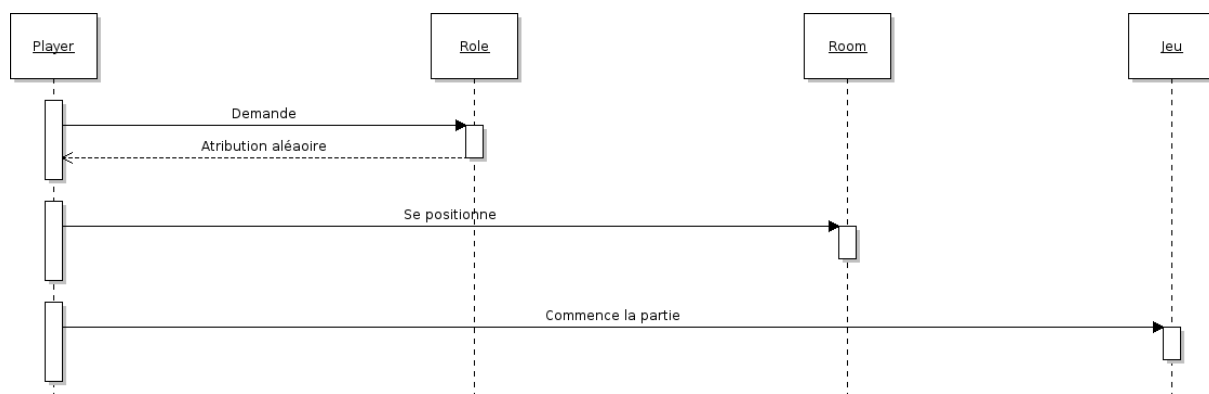 Player
Role
Room
Jeu
Demande
Atribution aléaoire
Se positionne
Commence la partie